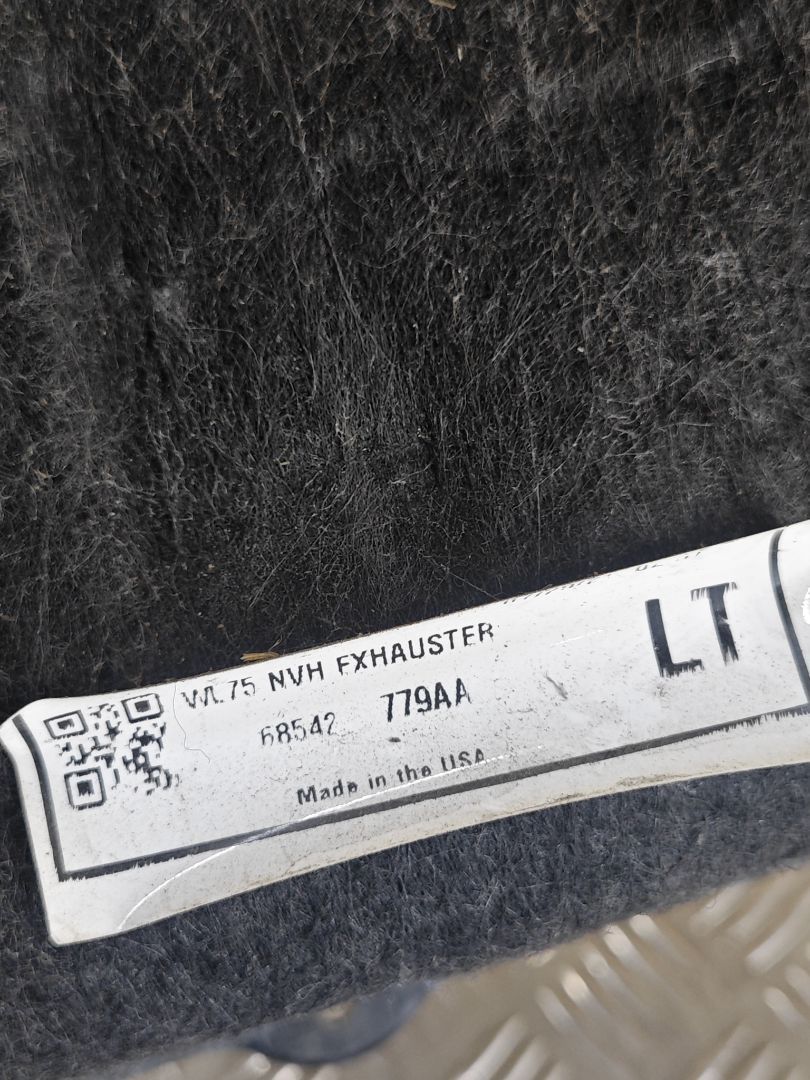 WL75 NVH EXHAUSTER
LT
68542 779AA
Made in the USA